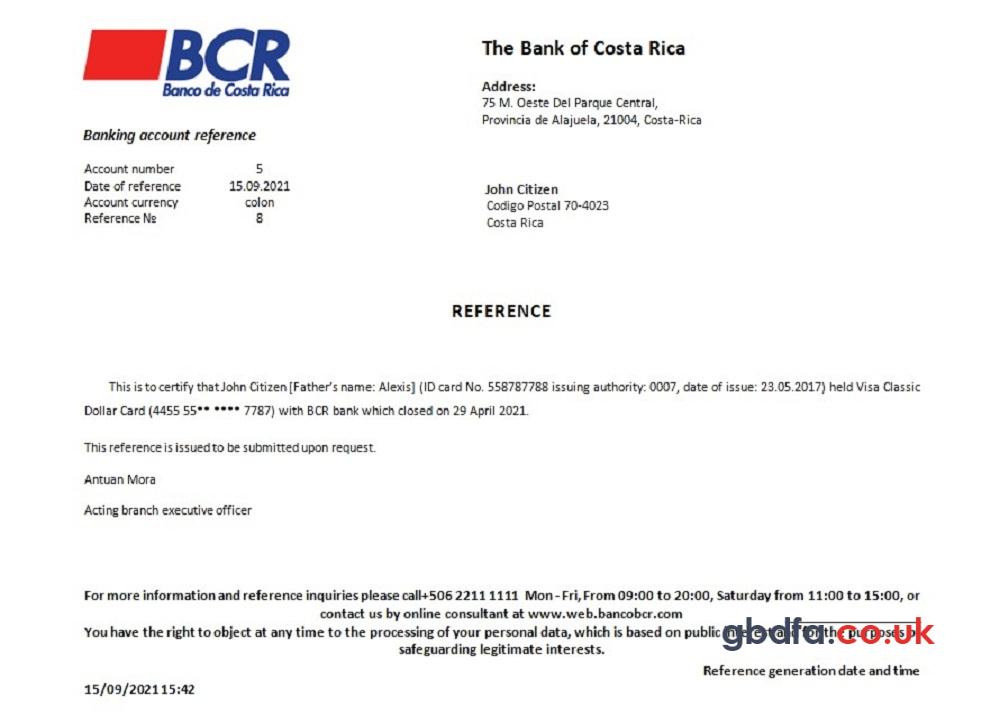 BCR
Banco de Costa Rica
The Bank of Costa Rica
Address:
75 M. Oeste Del Parque Central,
Provincia de Alajuela, 21004, Costa-Rica
Banking account reference
Account number 5
Date of reference 15.09.2021
Account currency colon
Reference № 8
John Citizen
Codigo Postal 70-4023
Costa Rica
REFERENCE
This is to certify that John Citizen [Father's name: Alexis] (ID card No. 558787788 issuing authority: 0007, date of issue: 23.05.2017) held Visa Classic
Dollar Card (4455 55** **** 7787) with BCR bank which closed on 29 April 2021.
This reference is issued to be submitted upon request.
Antuan Mora
Acting branch executive officer
For more information and reference inquiries please call+506 2211 1111 Mon - Fri, From 09:00 to 20:00, Saturday from 11:00 to 15:00, or
contact us by online consultant at www.web.bancobcr.com
You have the right to object at any time to the processing of your personal data, which is based on public for the purposes
gbdfa.co.uk
safeguarding legitimate interests.
Reference generation date and time
15/09/2021 15:42